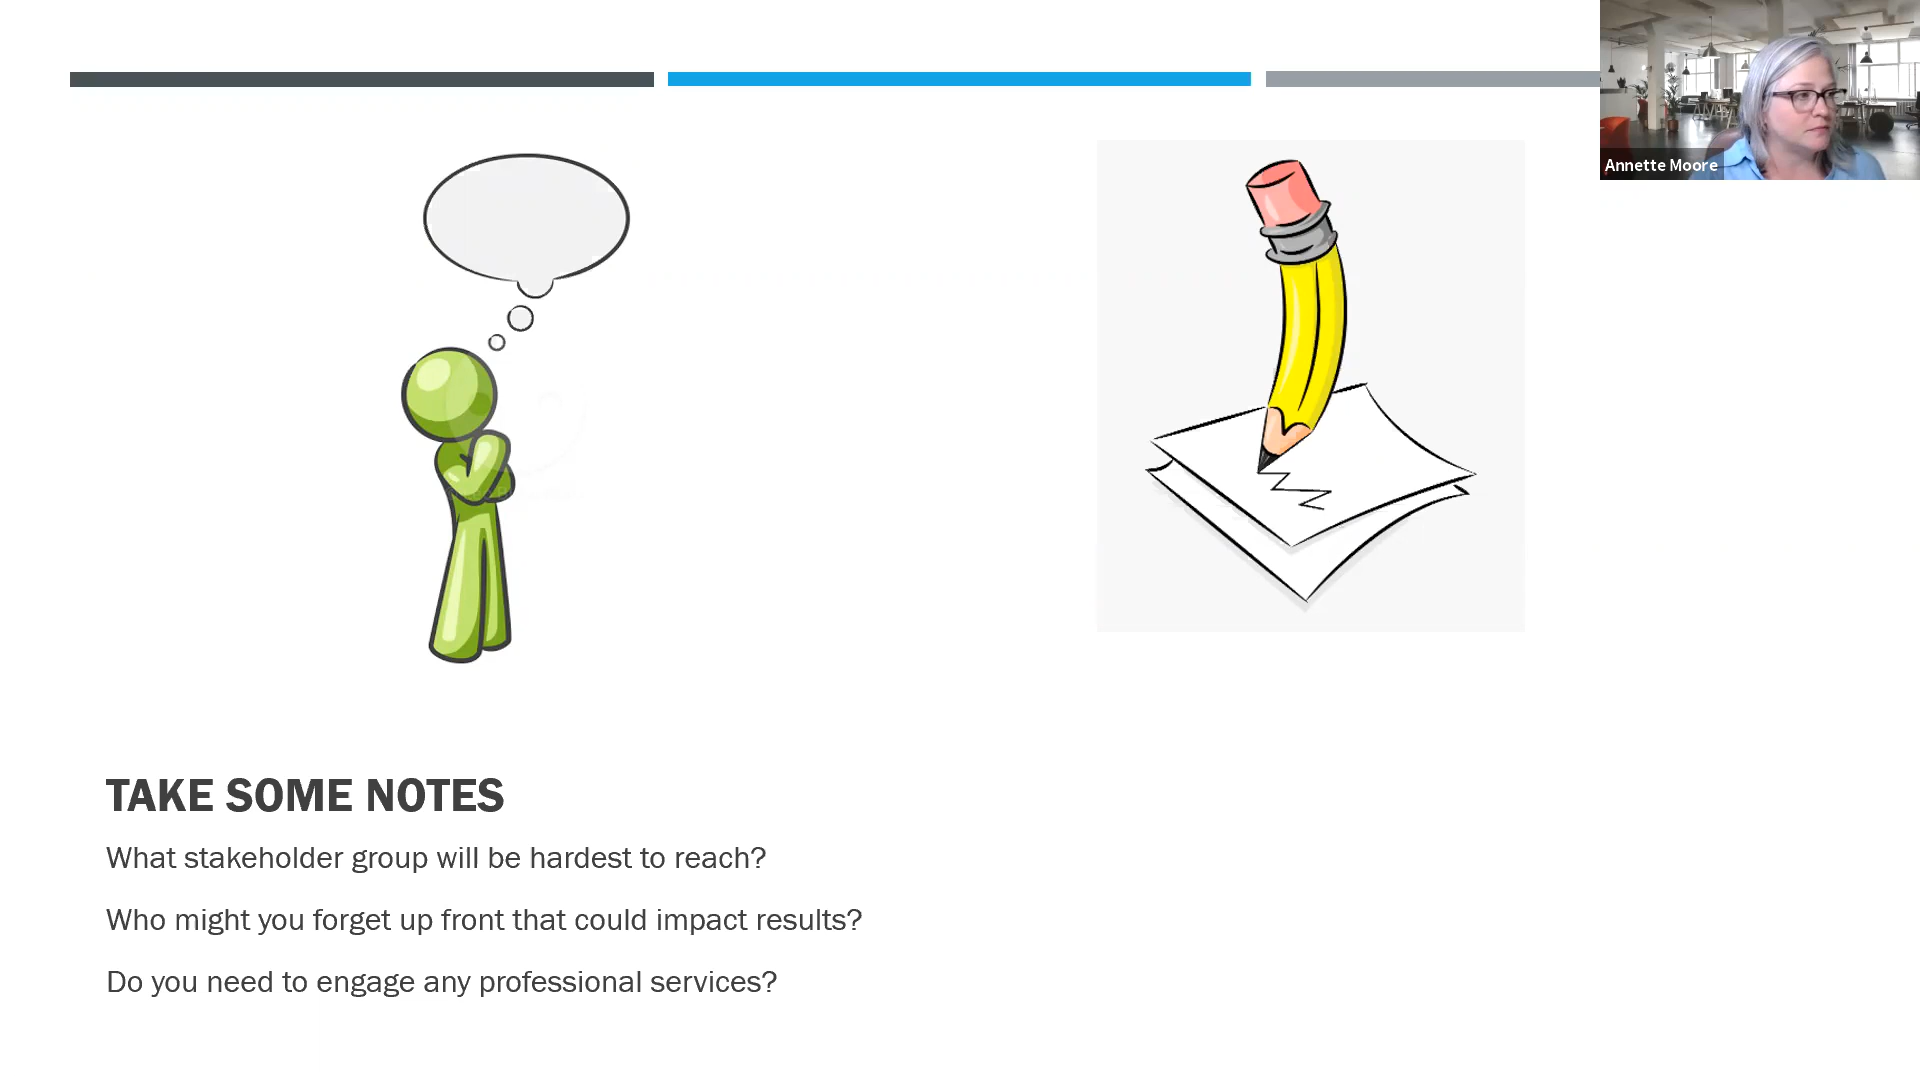 Annette Moore
TAKE SOME NOTES
What stakeholder group will be hardest to reach?
Who might you forget up front that could impact results?
Do you need to engage any professional services?